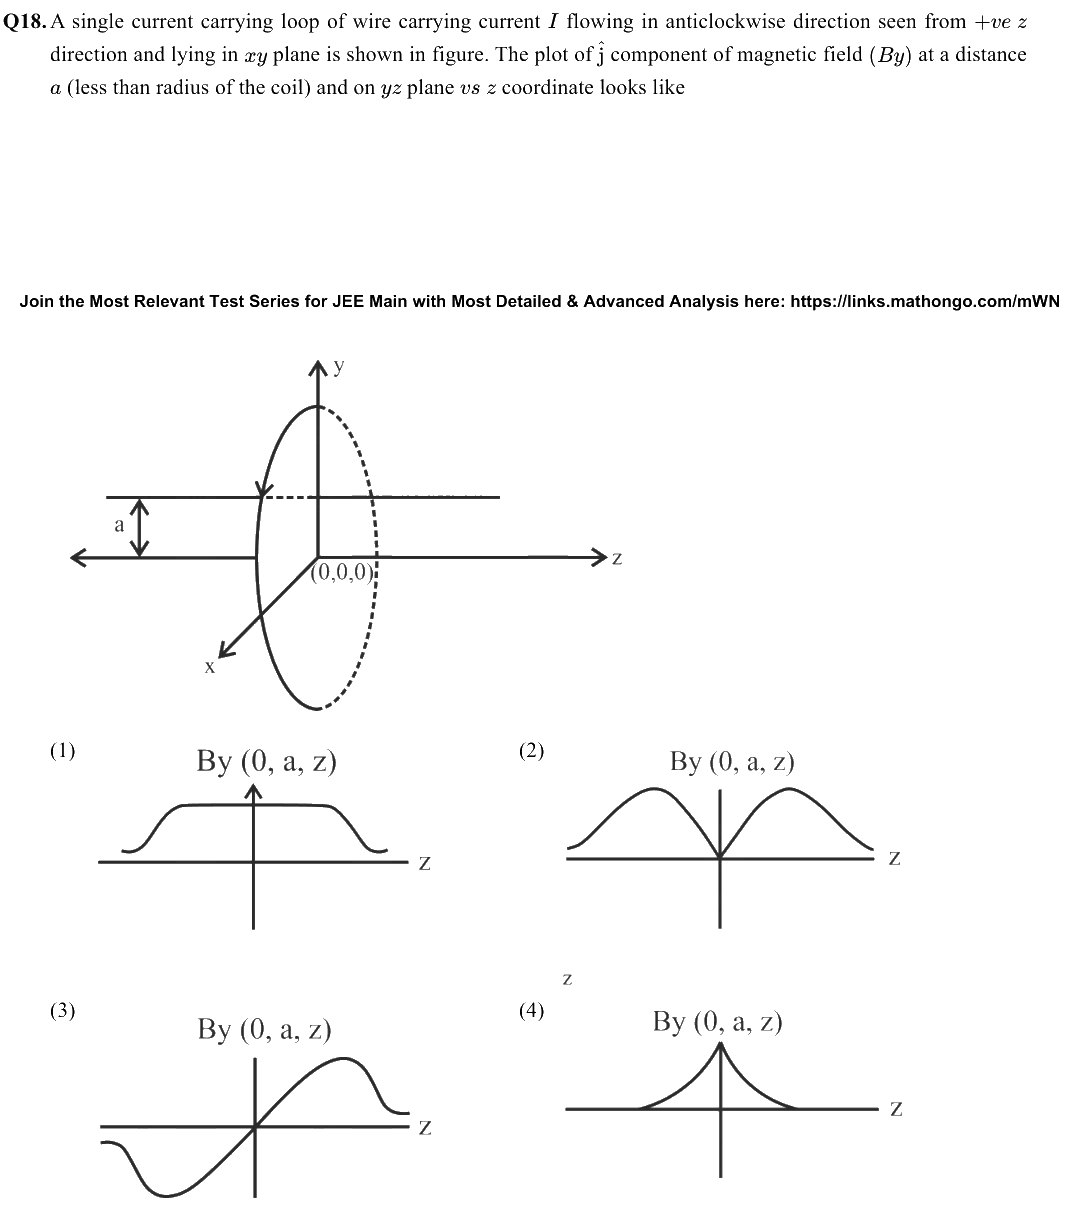 Q18. A single current carrying loop of wire carrying current I flowing in anticlockwise direction seen from +ve z
direction and lying in xy plane is shown in figure. The plot of ĵ component of magnetic field (By) at a distance
a (less than radius of the coil) and on yz plane vs z coordinate looks like
Join the Most Relevant Test Series for JEE Main with Most Detailed & Advanced Analysis here: https://links.mathongo.com/mWN
y
a
z
(0,0,0)
x
(1)
By (0, a, z)
z
(2)
By (0, a, z)
z
z
(3)
By (0, a, z)
z
(4)
By (0, a, z)
z